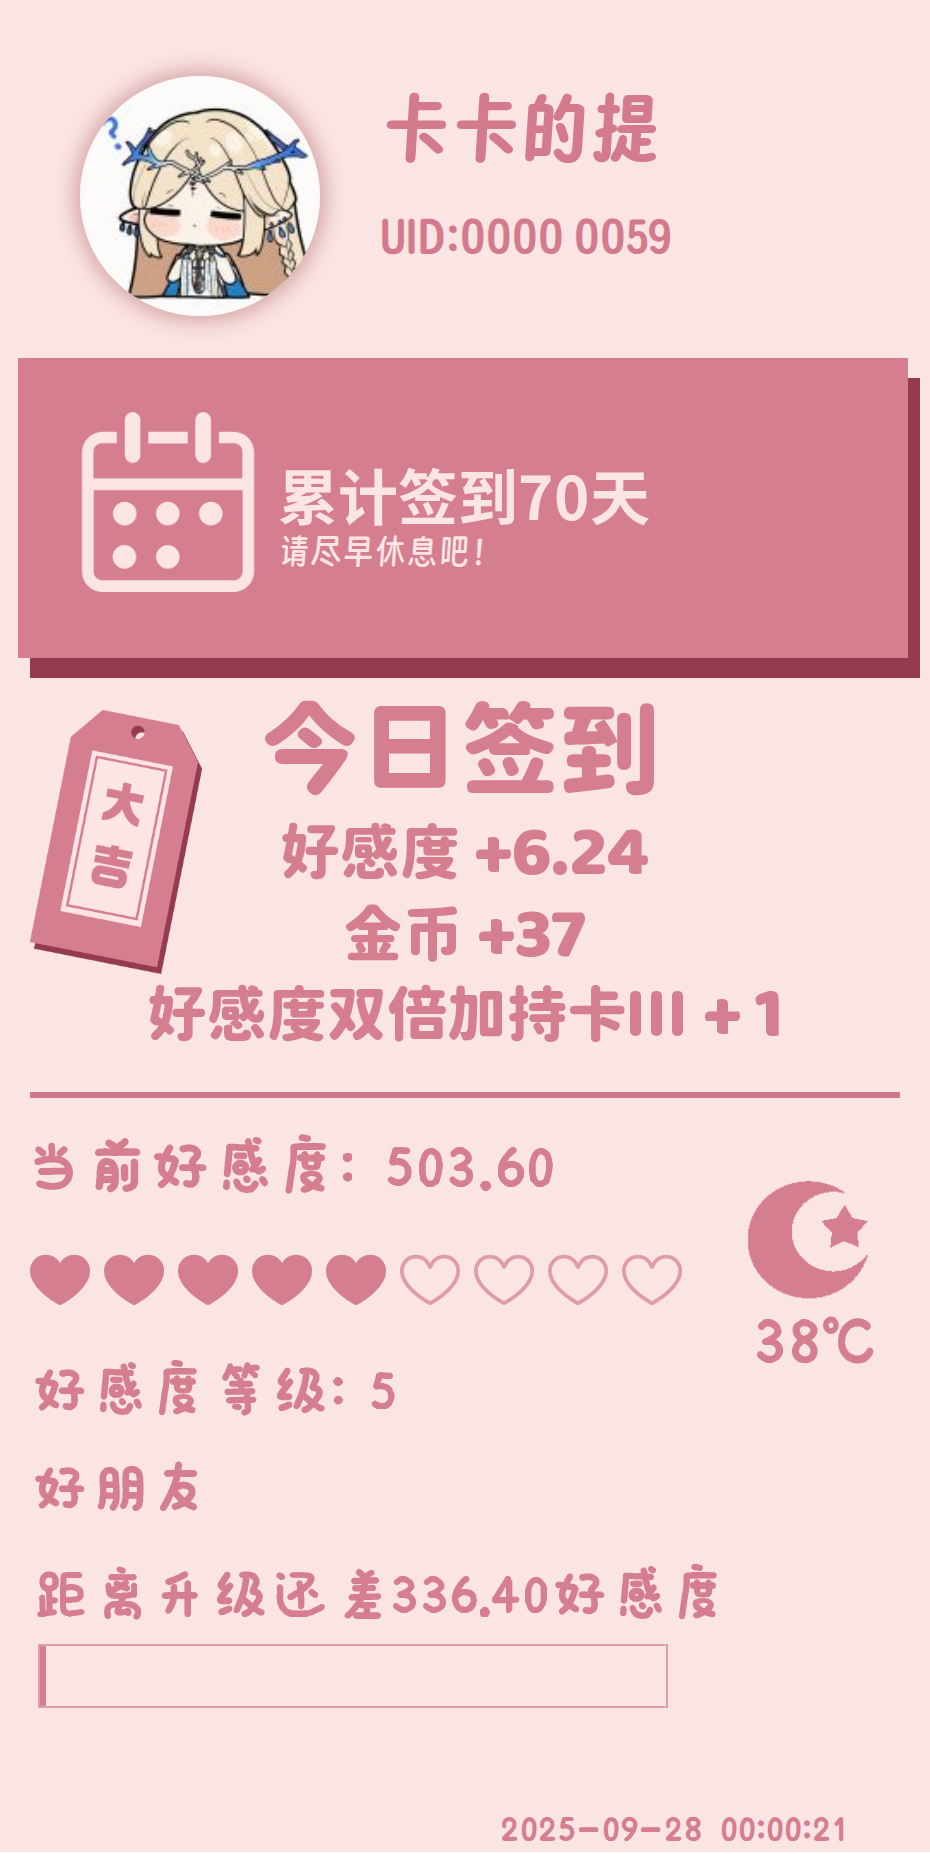 卡卡的提
UID:0000 0059
累计签到70天
请尽早休息吧!
大吉
今日签到
好感度 +6.24
金币 +37
好感度双倍加持卡III + 1
当前好感度：503.60
38℃
好感度等级：5
好朋友
距离升级还差336.40好感度
2025-09-28 00:00:21